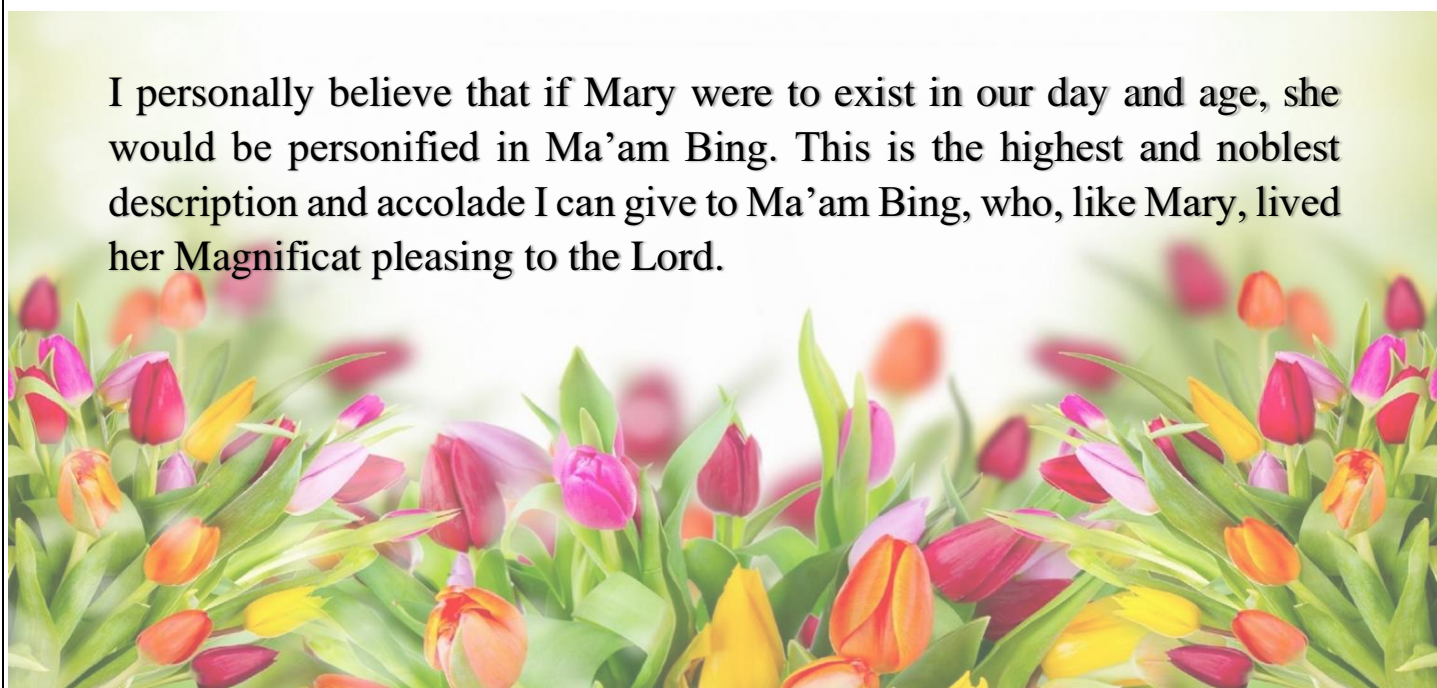 I personally believe that if Mary were to exist in our day and age, she
would be personified in Ma’am Bing. This is the highest and noblest
description and accolade I can give to Ma’am Bing, who, like Mary, lived
her Magnificat pleasing to the Lord.